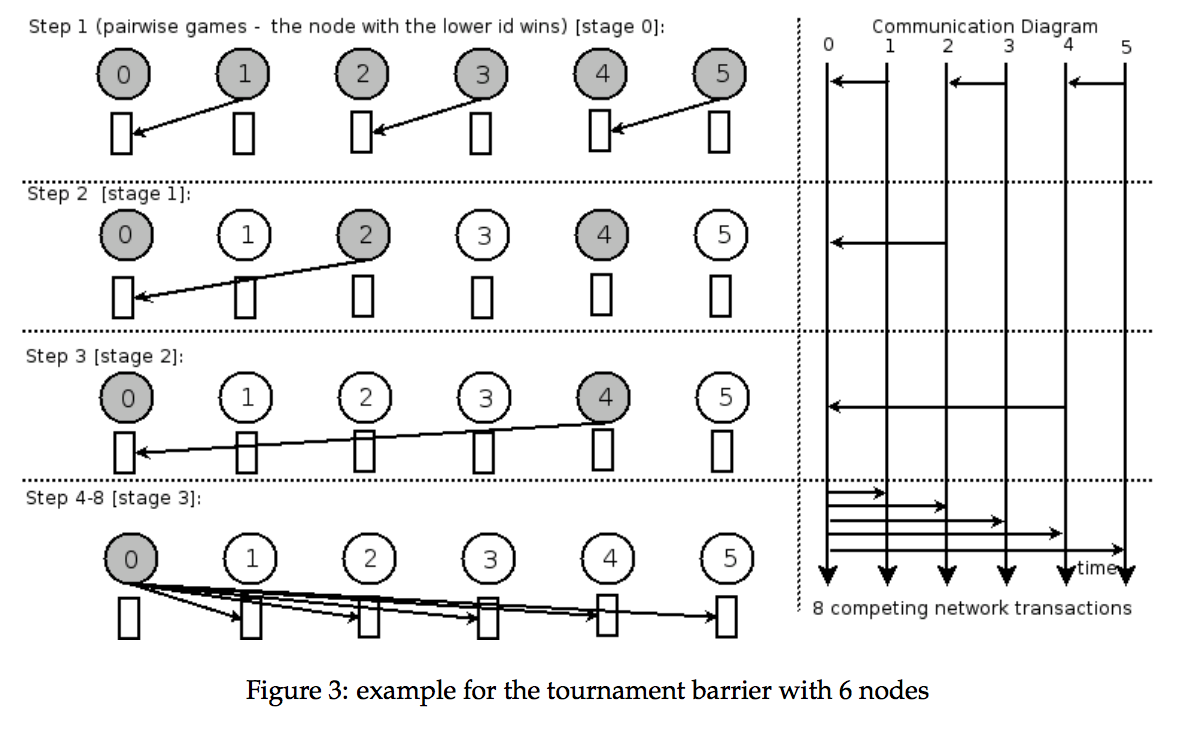 Step 1 (pairwise games - the node with the lower id wins) [stage 0]:
0 1 2 3 4 5
Step 2 [stage 1]:
0 1 2 3 4 5
Step 3 [stage 2]:
0 1 2 3 4 5
Step 4-8 [stage 3]:
0 1 2 3 4 5
Communication Diagram
0 1 2 3 4 5
time
8 competing network transactions
Figure 3: example for the tournament barrier with 6 nodes